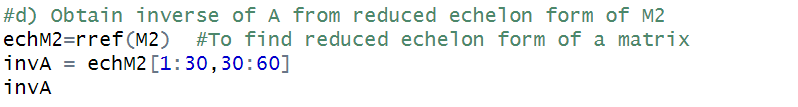 #d) Obtain inverse of A from reduced echelon form of M2
echM2=rref(M2)  #To find reduced echelon form of a matrix
invA = echM2[1:30,30:60]
invA